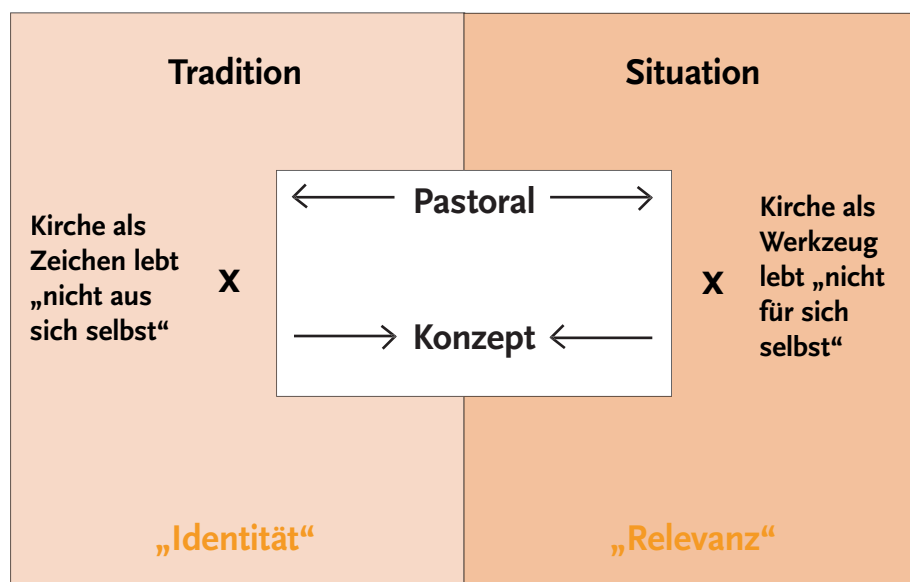 Tradition
Situation
Kirche als
Zeichen lebt
„nicht aus
sich selbst“
x
Pastoral
Konzept
x
Kirche als
Werkzeug
lebt „nicht
für sich
selbst“
„Identität“
„Relevanz“